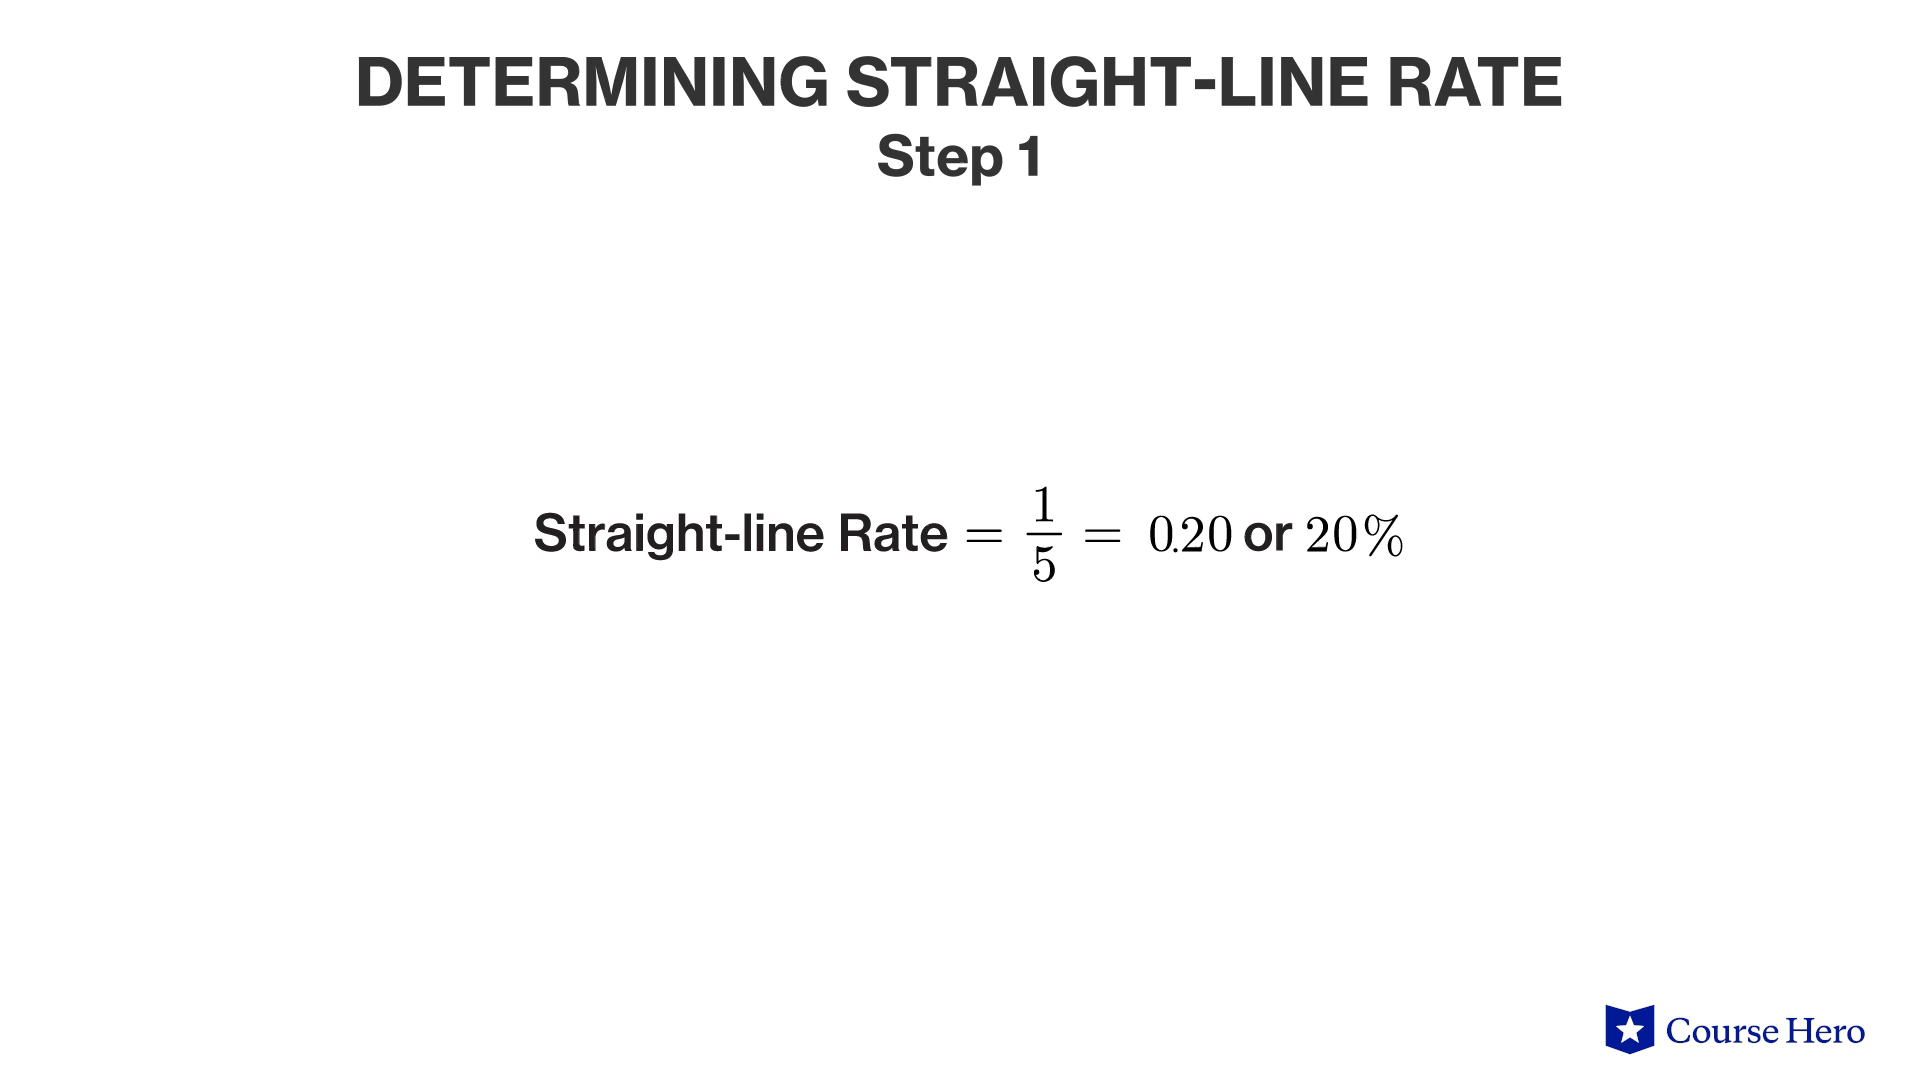 DETERMINING STRAIGHT-LINE RATE
Step 1
Straight-line Rate = 1/5 = 0.20 or 20%
Course Hero